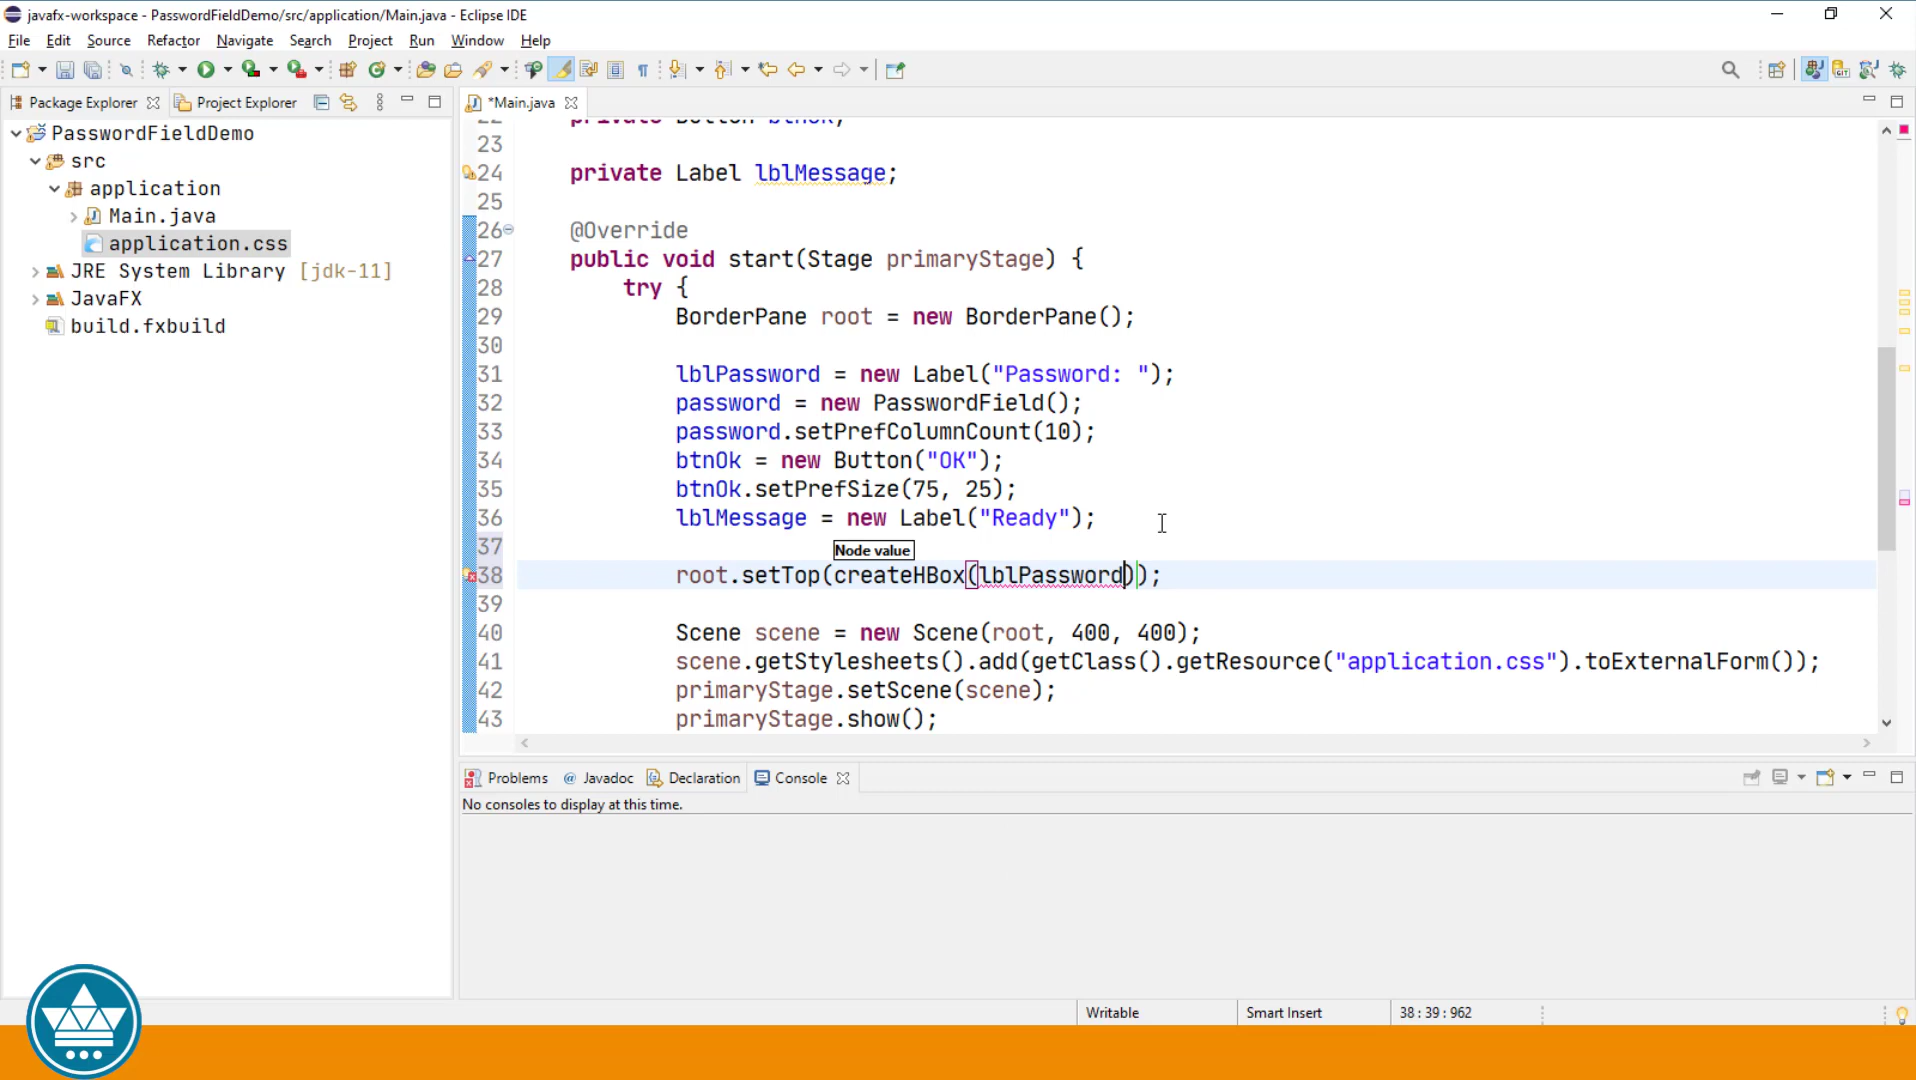 javafx-workspace - PasswordFieldDemo/src/application/Main.java - Eclipse IDE
File Edit Source Refactor Navigate Search Project Run Window Help
Package Explorer Project Explorer
*Main.java
PasswordFieldDemo
src
application
Main.java
application.css
JRE System Library [jdk-11]
JavaFX
build.fxbuild
22 private Button btnOk;
23
24 private Label lblMessage;
25
26 @Override
27 public void start(Stage primaryStage) {
28 try {
29 BorderPane root = new BorderPane();
30
31 lblPassword = new Label("Password: ");
32 password = new PasswordField();
33 password.setPrefColumnCount(10);
34 btnOk = new Button("OK");
35 btnOk.setPrefSize(75, 25);
36 lblMessage = new Label("Ready");
37
Node value
38 root.setTop(createHBox(lblPassword));
39
40 Scene scene = new Scene(root, 400, 400);
41 scene.getStylesheets().add(getClass().getResource("application.css").toExternalForm());
42 primaryStage.setScene(scene);
43 primaryStage.show();
Problems @ Javadoc Declaration Console
No consoles to display at this time.
Writable Smart Insert 38 : 39 : 962